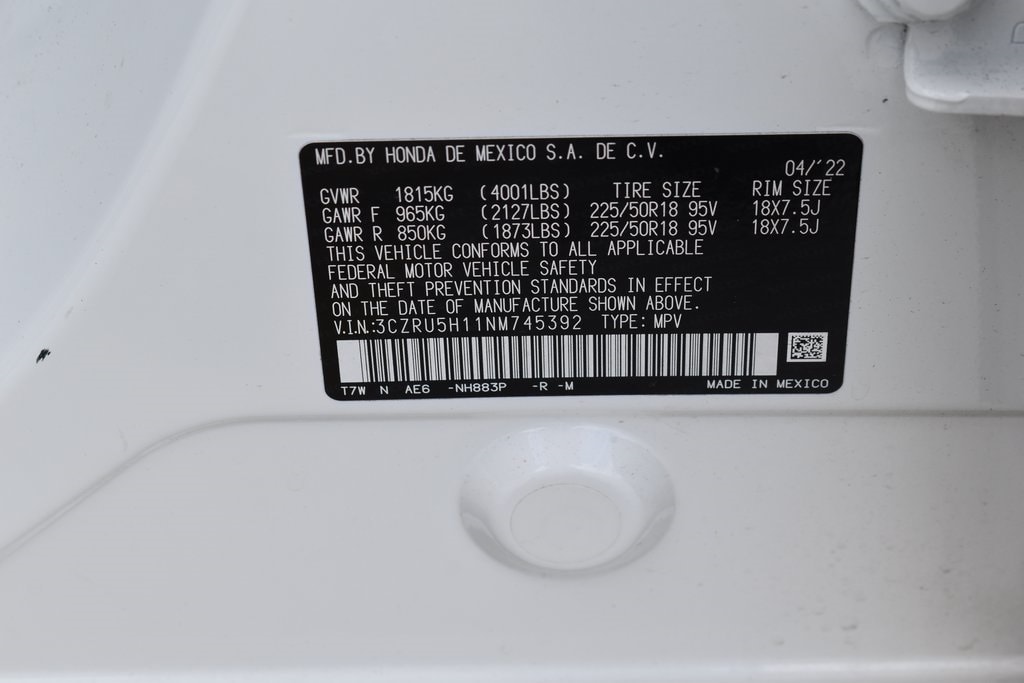 MFD.BY HONDA DE MEXICO S.A. DE C.V.
04/'22
GVWR 1815KG (4001LBS) TIRE SIZE RIM SIZE
GAWR F 965KG (2127LBS) 225/50R18 95V 18X7.5J
GAWR R 850KG (1873LBS) 225/50R18 95V 18X7.5J
THIS VEHICLE CONFORMS TO ALL APPLICABLE
FEDERAL MOTOR VEHICLE SAFETY
AND THEFT PREVENTION STANDARDS IN EFFECT
ON THE DATE OF MANUFACTURE SHOWN ABOVE.
V.I.N.:3CZRU5H11NM745392 TYPE: MPV
T7W N AE6 -NH883P -R -M MADE IN MEXICO